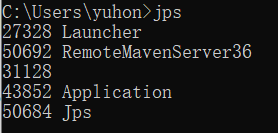 C:\Users\yuhon>jps
27328 Launcher
50692 RemoteMavenServer36
31128
43852 Application
50684 Jps